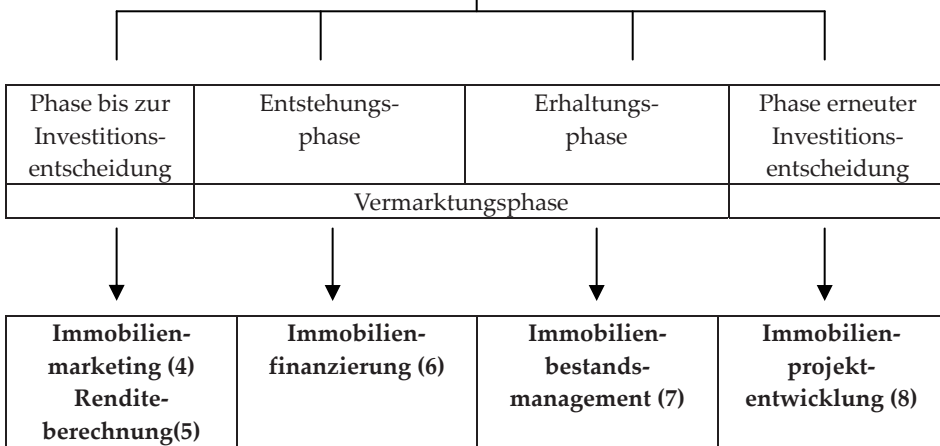 Phase bis zur
Investitions-
entscheidung
Entstehungs-
phase
Erhaltungs-
phase
Phase erneuter
Investitions-
entscheidung
Vermarktungsphase
Immobilien-
marketing (4)
Rendite-
berechnung(5)
Immobilien-
finanzierung (6)
Immobilien-
bestands-
management (7)
Immobilien-
projekt-
entwicklung (8)